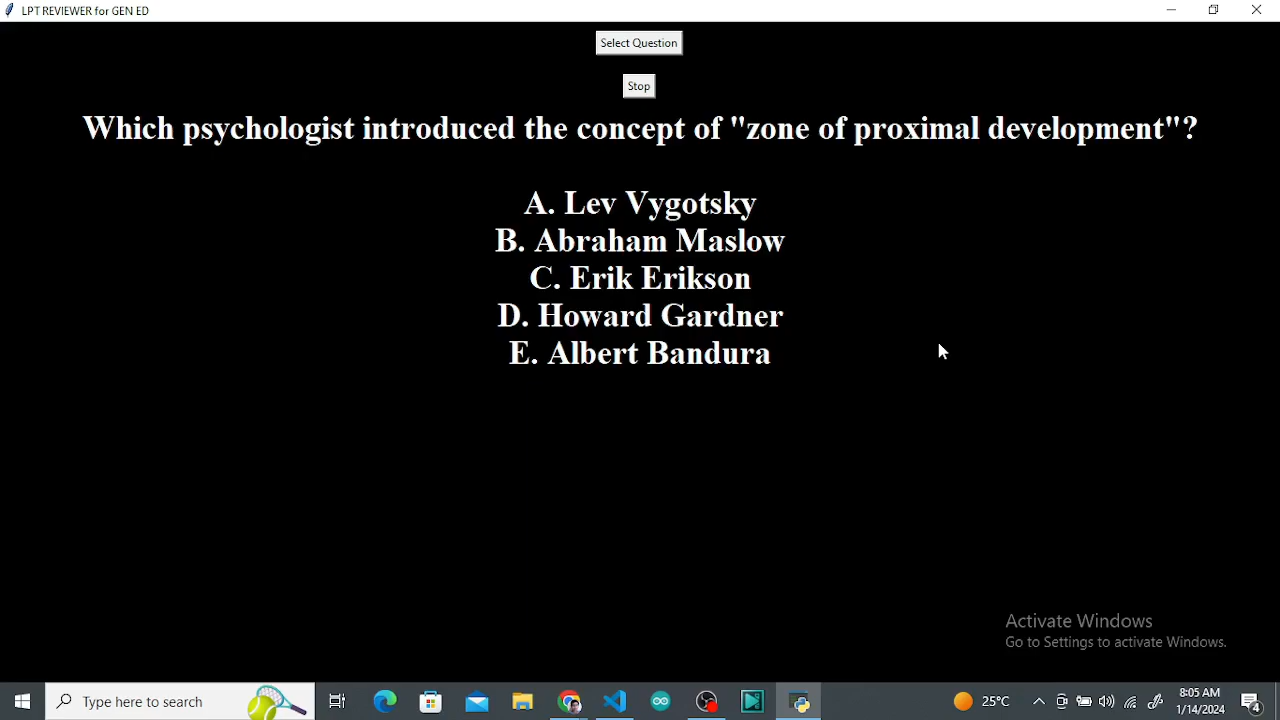 LPT REVIEWER for GEN ED
Select Question
Stop
Which psychologist introduced the concept of "zone of proximal development"?
A. Lev Vygotsky
B. Abraham Maslow
C. Erik Erikson
D. Howard Gardner
E. Albert Bandura
Activate Windows
Go to Settings to activate Windows.
Type here to search
25°C
8:05 AM
1/14/2024
4